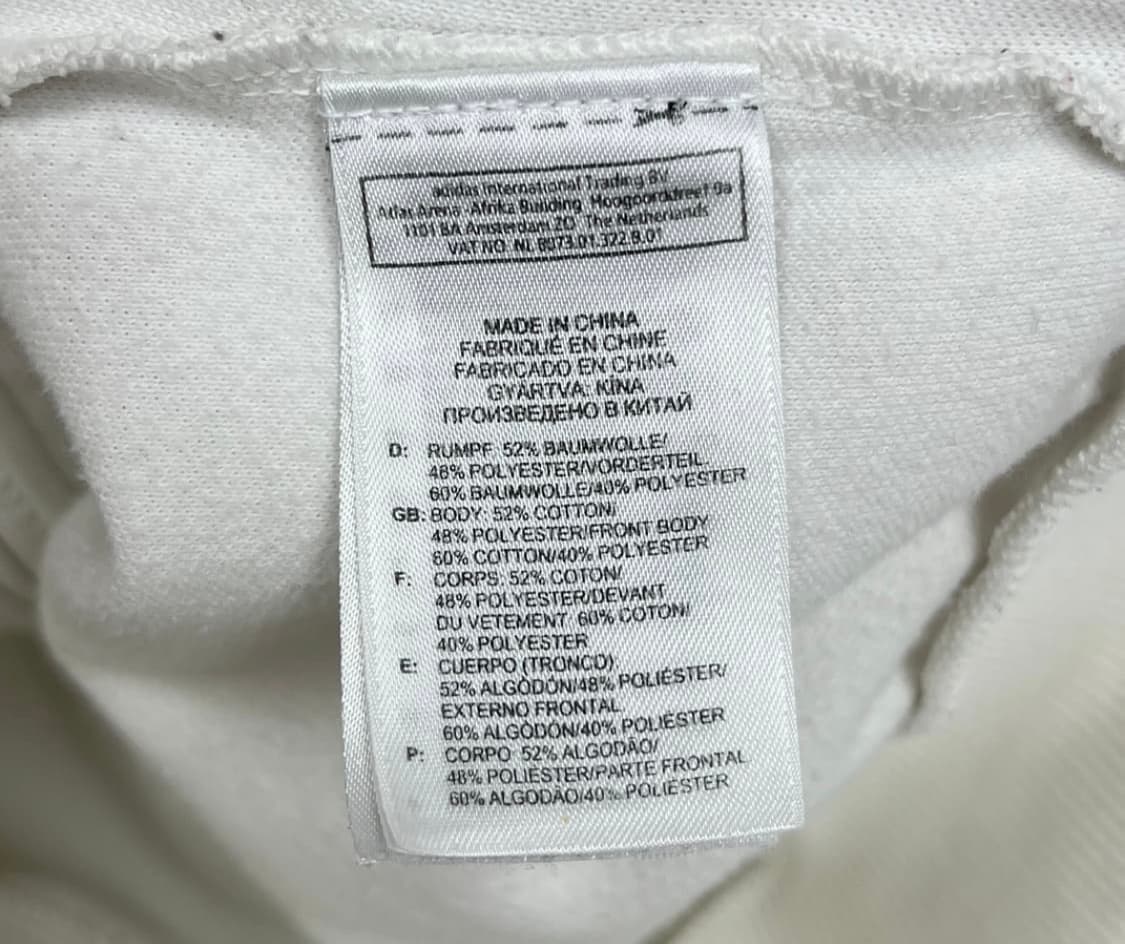 adidas International Trading BV
Atlas Arena Afrika Building Hoogoorddreef 9a
1101 BA Amsterdam ZO The Netherlands
VAT NO. NL 8073.01.322.B.01
MADE IN CHINA
FABRIQUÉ EN CHINE
FABRICADO EN CHINA
GYÁRTVA: KÍNA
ПРОИЗВЕДЕНО В КИТАЙ
D: RUMPF: 52% BAUMWOLLE/
48% POLYESTER/VORDERTEIL
60% BAUMWOLLE/40% POLYESTER
GB: BODY: 52% COTTON/
48% POLYESTER/FRONT BODY
60% COTTON/40% POLYESTER
F: CORPS: 52% COTON/
48% POLYESTER/DEVANT
DU VETEMENT 60% COTON/
40% POLYESTER
E: CUERPO (TRONCO)
52% ALGODÓN/48% POLIÉSTER/
EXTERNO FRONTAL
60% ALGODÓN/40% POLIÉSTER
P: CORPO 52% ALGODÃO/
48% POLIESTER/PARTE FRONTAL
60% ALGODÃO/40% POLIESTER